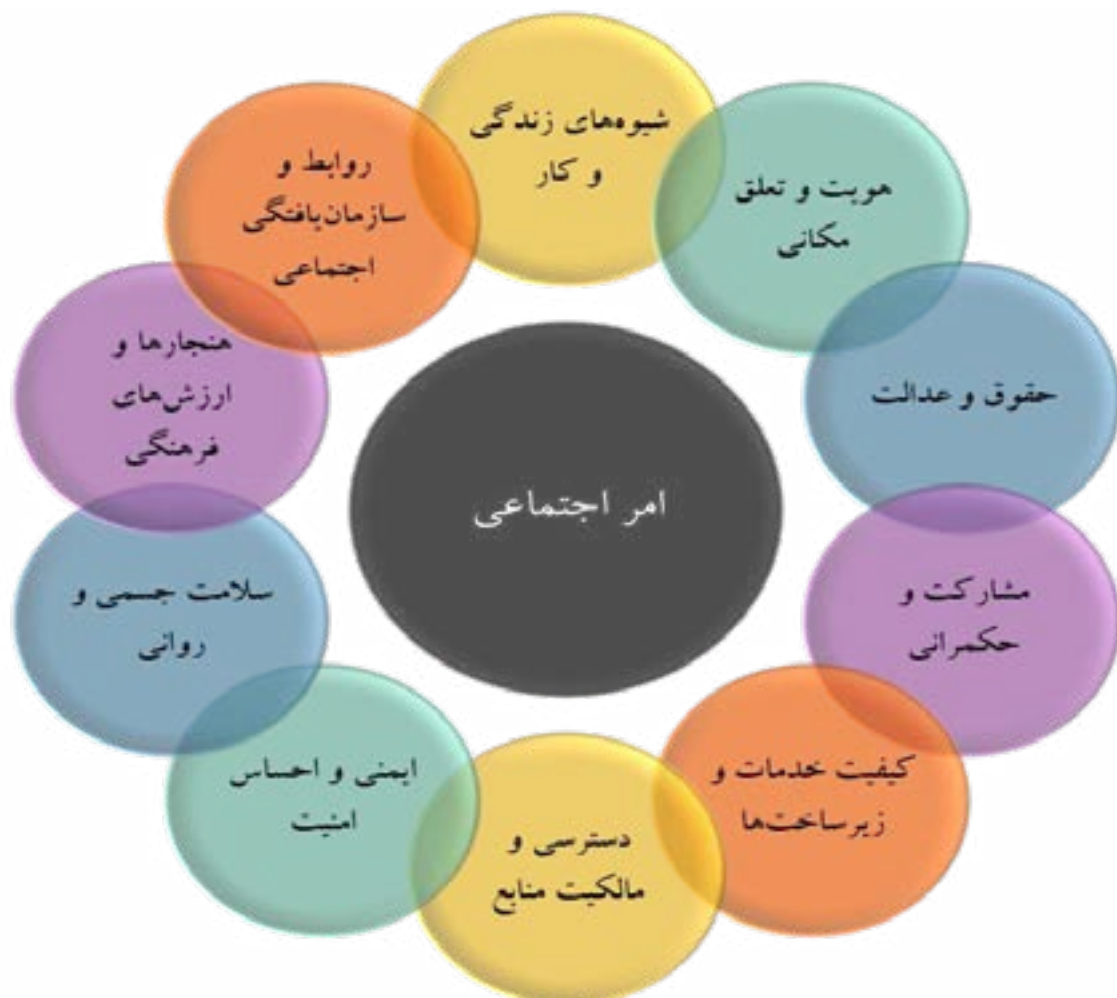 شیوه‌های زندگی
و کار
هویت و تعلق
مکانی
حقوق و عدالت
مشارکت و
حکمرانی
کیفیت خدمات و
زیرساخت‌ها
دسترسی و
مالکیت منابع
ایمنی و احساس
امنیت
سلامت جسمی و
روانی
هنجارها و
ارزش‌های
فرهنگی
روابط و
سازمان‌یافتگی
اجتماعی
امر اجتماعی